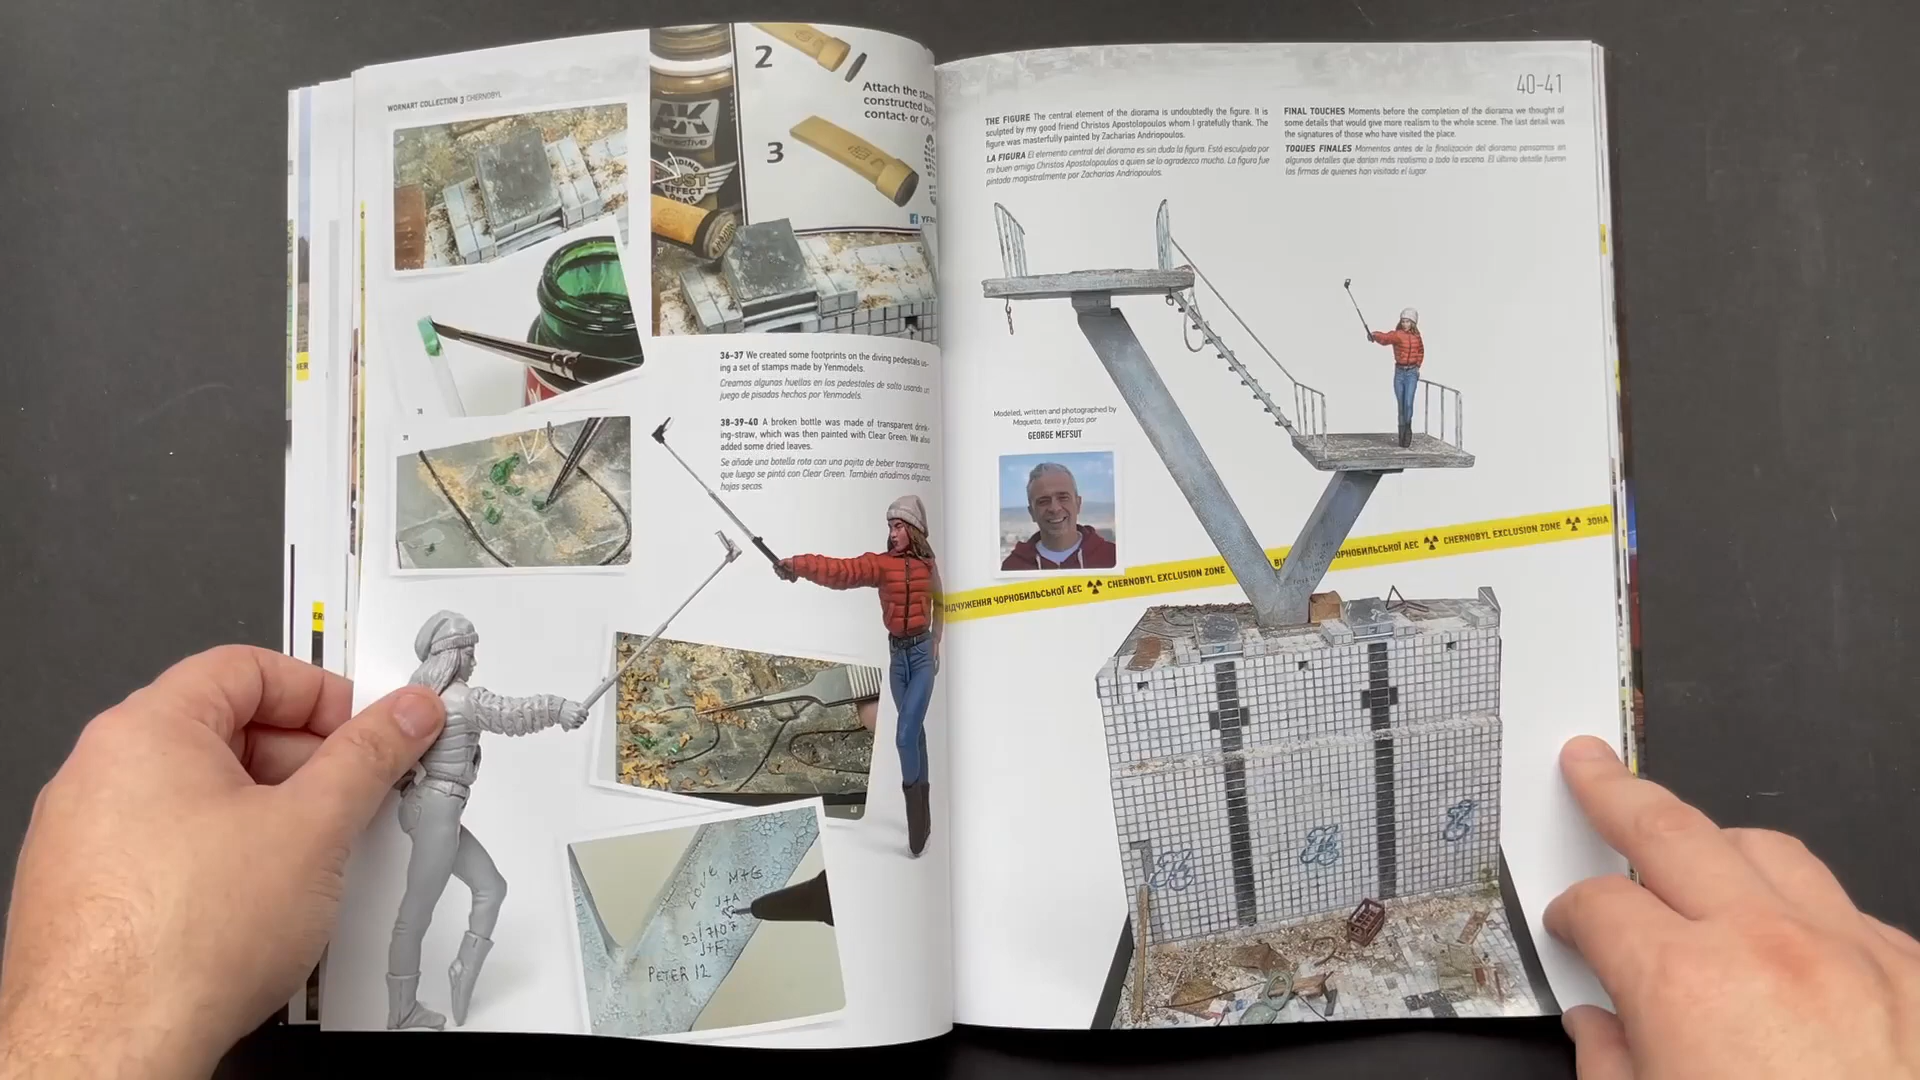 WORNART COLLECTION 3 CHERNOBYL
2
Attach the
constructed
contact- or
3
AK
interactive
EFFECT
36-37 We created some footprints on the diving pedestals us-
ing a set of stamps made by Yenmodels.
Creamos algunas huellas en los pedestales de salto usando un
juego de pisadas hechos por Yenmodels.
38
38-39-40 A broken bottle was made of transparent drink-
ing-straw, which was then painted with Clear Green. We also
added some dried leaves.
Se añade una botella rota con una pajita de beber transparente,
que luego se pintó con Clear Green. También añadimos algunas
hojas secas.
39
40
LOVE
M+G
J+A
J+F
PETER 12
40-41
THE FIGURE The central element of the diorama is undoubtedly the figure. It is
sculpted by my good friend Christos Apostolopoulos whom I gratefully thank. The
figure was masterfully painted by Zacharias Andriopoulos.
LA FIGURA El elemento central del diorama es sin duda la figura. Está esculpida por
mi buen amigo Christos Apostolopoulos a quien se lo agradezco mucho. La figura fue
pintada magistralmente por Zacharias Andriopoulos.
FINAL TOUCHES Moments before the completion of the diorama we thought of
some details that would give more realism to the whole scene. The last detail was
the signatures of those who have visited the place.
TOQUES FINALES Momentos antes de la finalización del diorama pensamos en
algunos detalles que darían más realismo a toda la escena. El último detalle fueron
las firmas de quienes han visitado el lugar
Modeled, written and photographed by
Maqueta, texto y fotos por
GEORGE MEFSUT
ВІДЧУЖЕННЯ ЧОРНОБИЛЬСЬКОЇ АЕС CHERNOBYL EXCLUSION ZONE ОРНОБИЛЬСЬКОЇ АЕС CHERNOBYL EXCLUSION ZONE ЗОНА